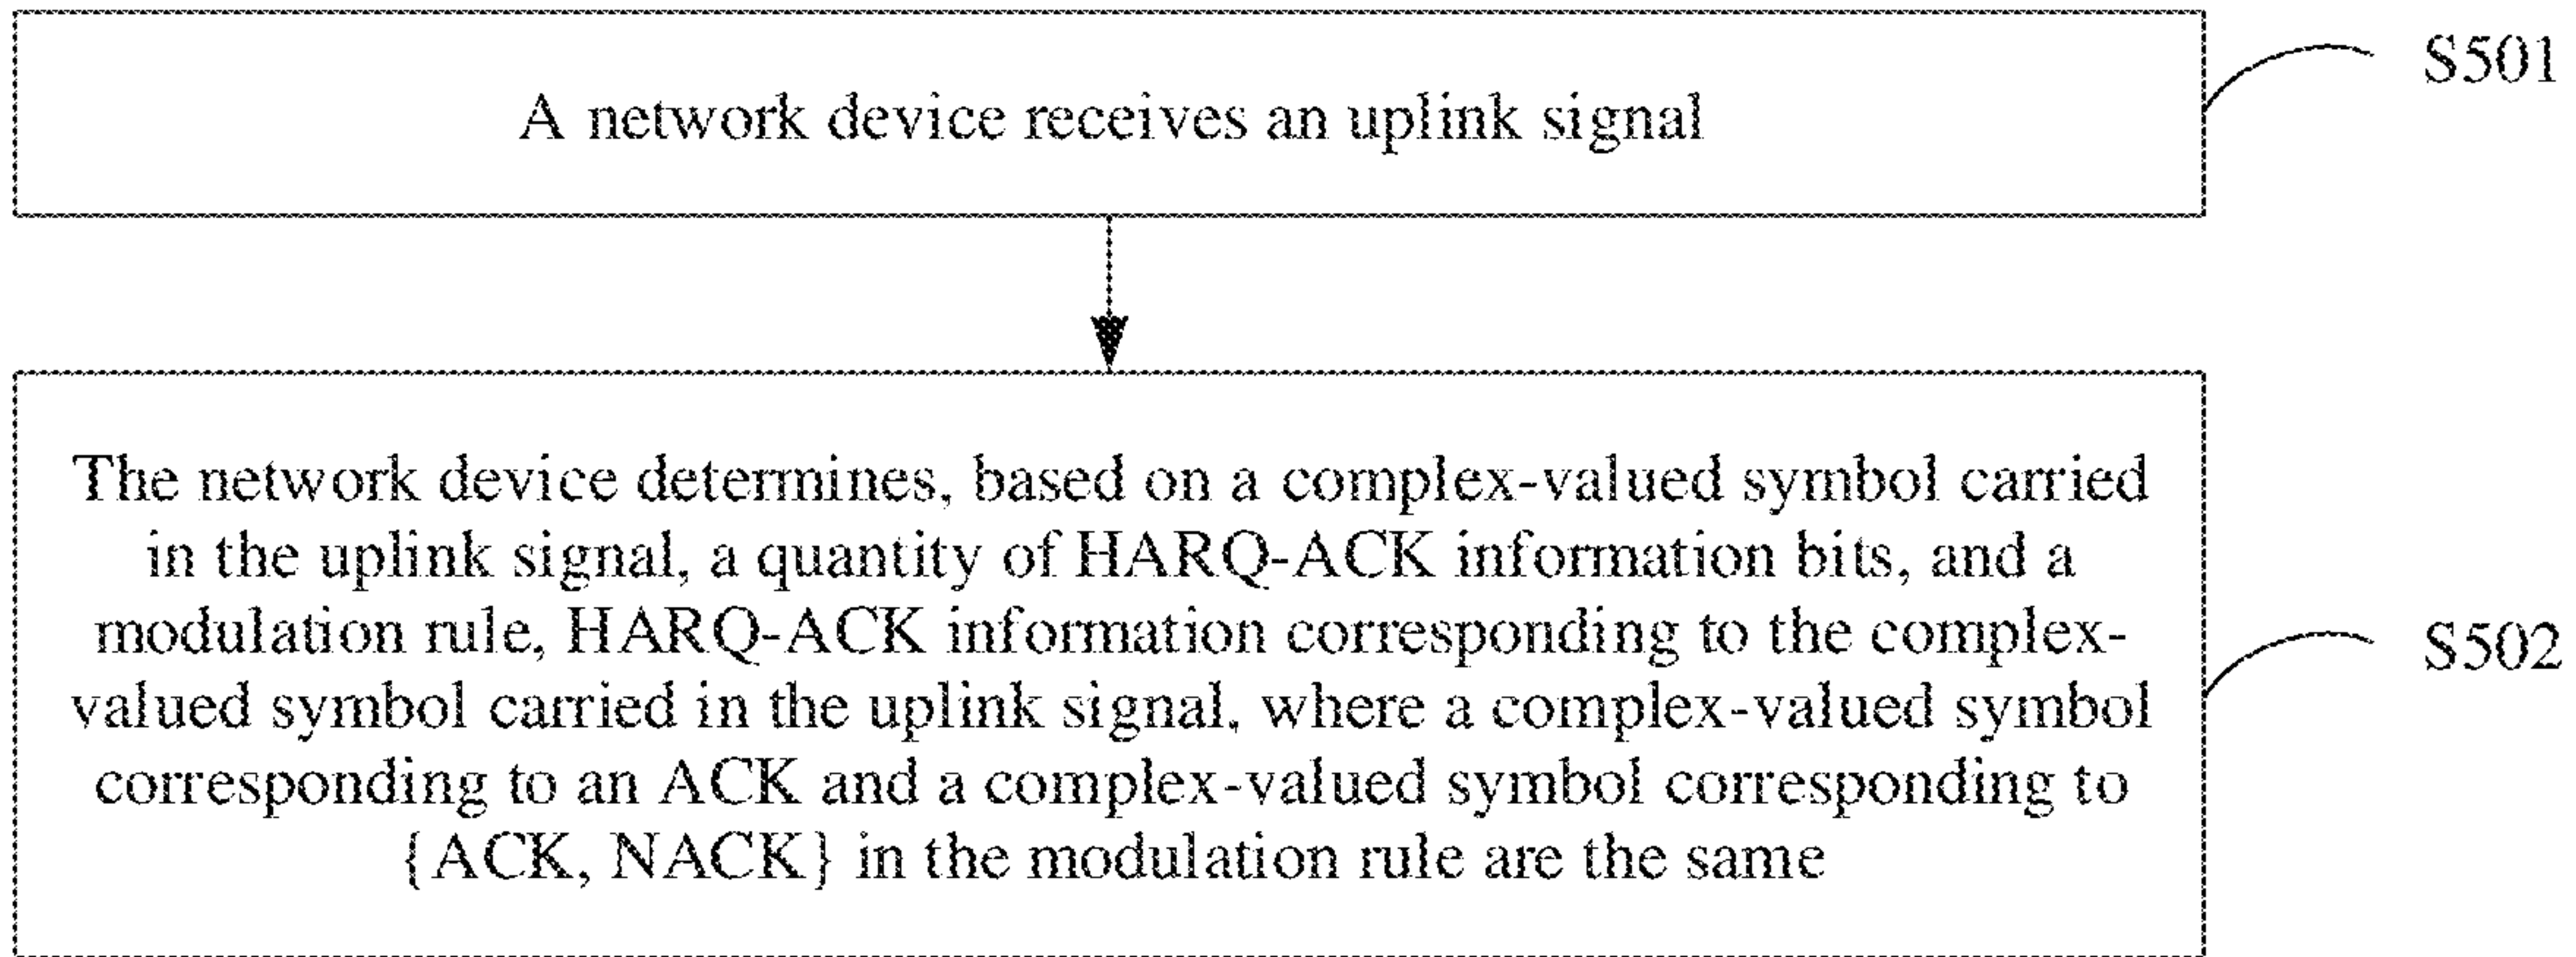 A network device receives an uplink signal
S501
The network device determines, based on a complex-valued symbol carried
in the uplink signal, a quantity of HARQ-ACK information bits, and a
modulation rule, HARQ-ACK information corresponding to the complex-
valued symbol carried in the uplink signal, where a complex-valued symbol
corresponding to an ACK and a complex-valued symbol corresponding to
{ACK, NACK} in the modulation rule are the same
S502